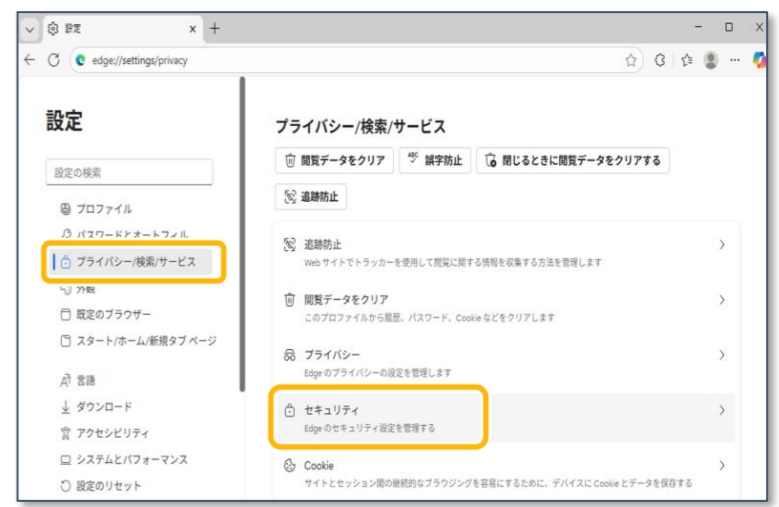 設定
edge://settings/privacy
設定
設定の検索
プロファイル
パスワードとオートフィル
プライバシー/検索/サービス
外観
既定のブラウザー
スタート/ホーム/新規タブ ページ
言語
ダウンロード
アクセシビリティ
システムとパフォーマンス
設定のリセット
プライバシー/検索/サービス
閲覧データをクリア
ABC 誤字防止
閉じるときに閲覧データをクリアする
追跡防止
追跡防止
Web サイトでトラッカーを使用して閲覧に関する情報を収集する方法を管理します
閲覧データをクリア
このプロファイルから履歴、パスワード、Cookie などをクリアします
プライバシー
Edge のプライバシーの設定を管理します
セキュリティ
Edge のセキュリティ設定を管理する
Cookie
サイトとセッション間の継続的なブラウジングを容易にするために、デバイスに Cookie とデータを保存する